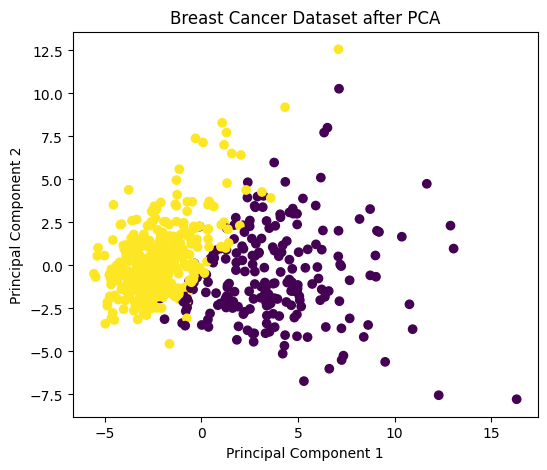 Breast Cancer Dataset after PCA
Principal Component 2
12.5
10.0
7.5
5.0
2.5
0.0
−2.5
−5.0
−7.5
−5 0 5 10 15
Principal Component 1